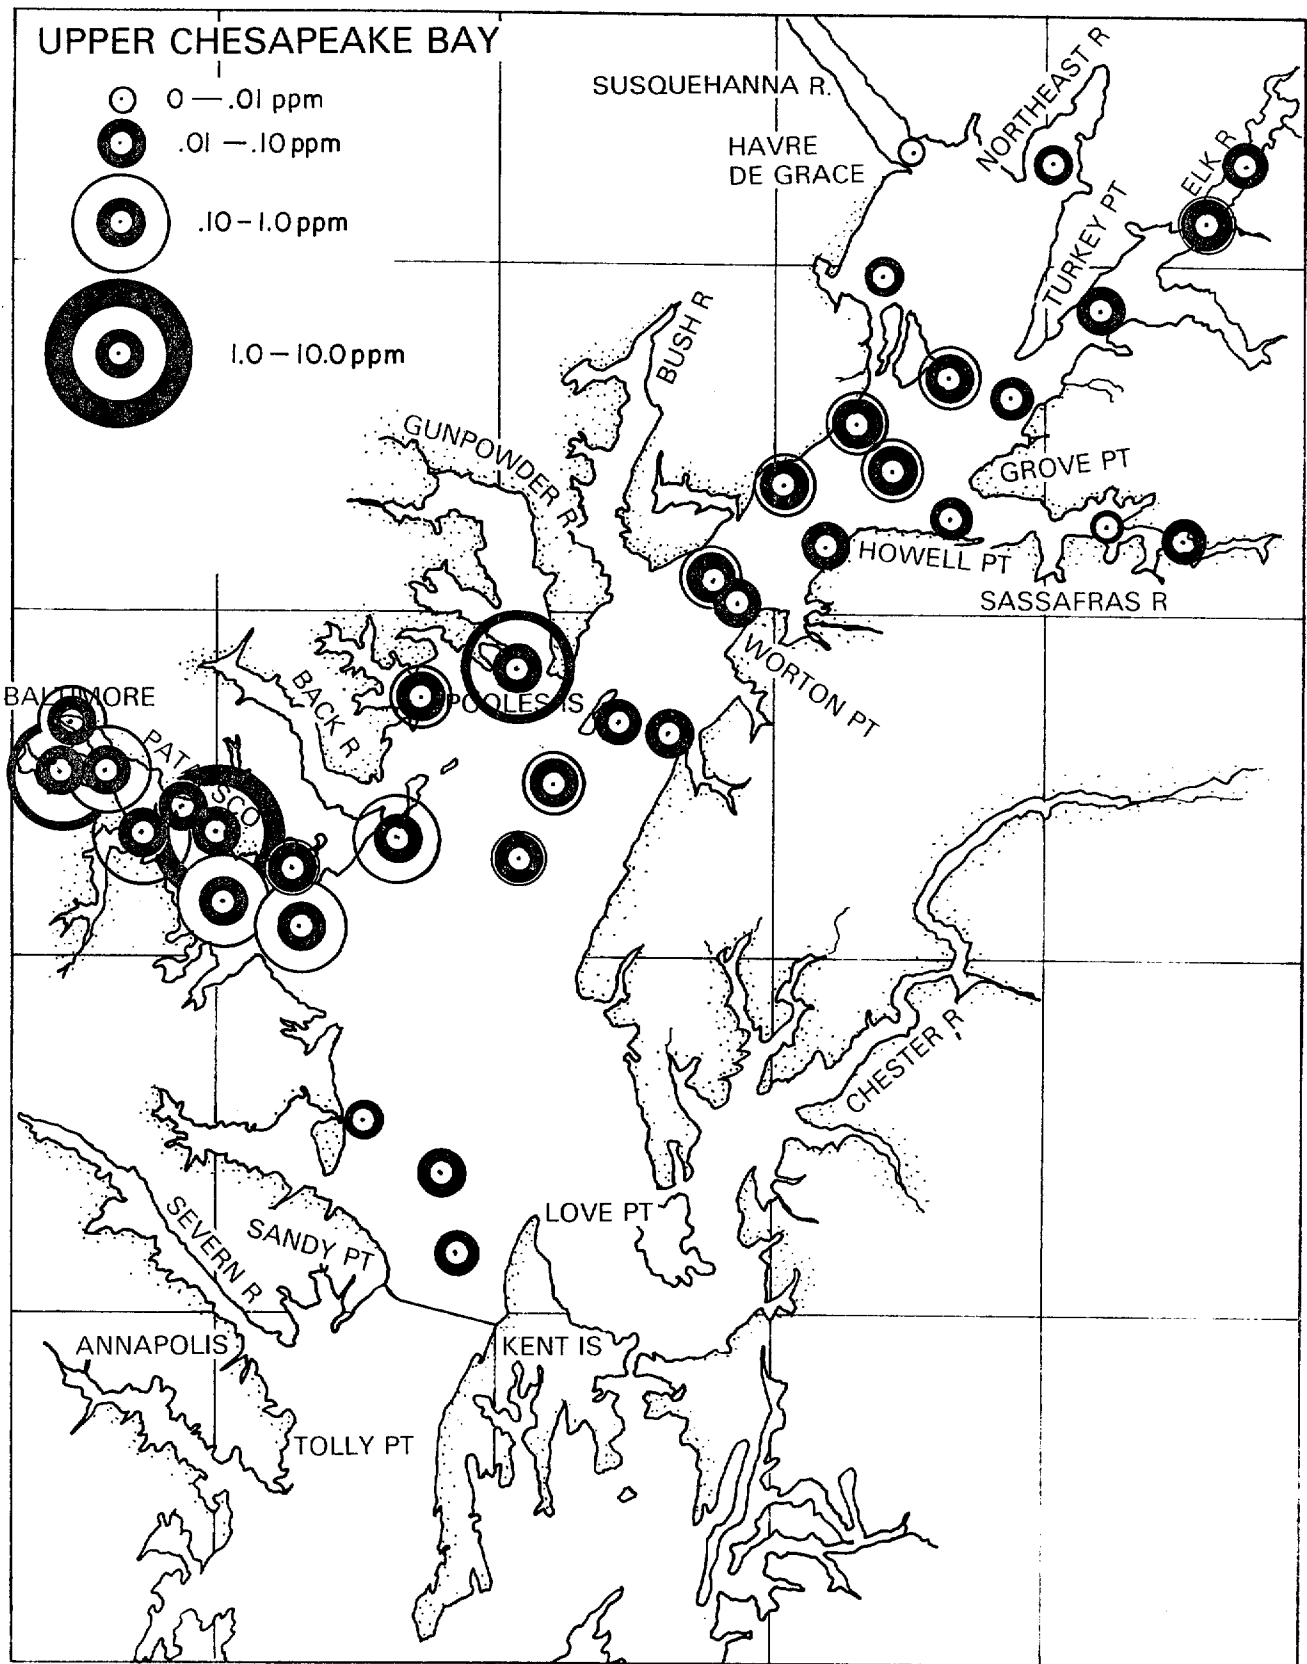 UPPER CHESAPEAKE BAY
0 — .01 ppm
.01 — .10 ppm
.10 – 1.0 ppm
1.0 – 10.0 ppm
SUSQUEHANNA R.
HAVRE
DE GRACE
NORTHEAST R
ELK R
TURKEY PT
BUSH R
GUNPOWDER R
GROVE PT
HOWELL PT
SASSAFRAS R
WORTON PT
POOLES IS
BACK R
BALTIMORE
CHESTER R
LOVE PT
SANDY PT
SEVERN R
ANNAPOLIS
KENT IS
TOLLY PT